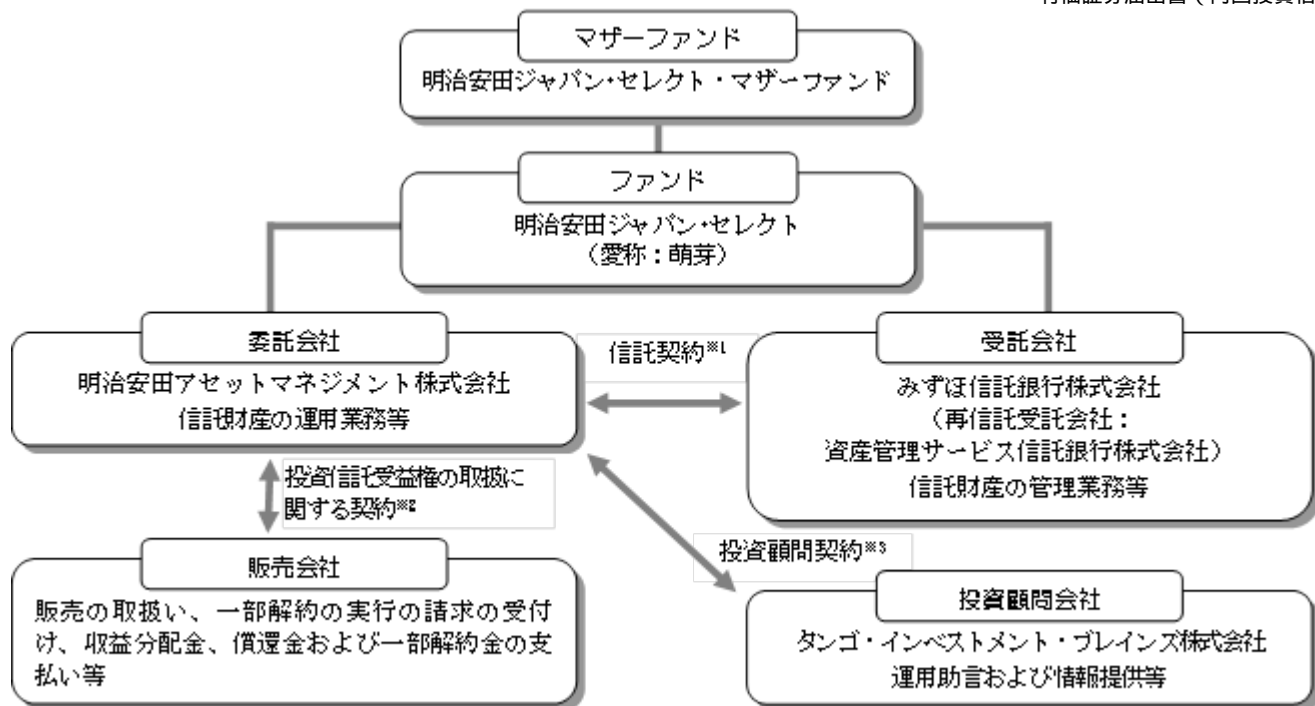 マザーファンド
明治安田ジャパン・セレクト・マザーファンド
ファンド
明治安田ジャパン・セレクト
（愛称：萌芽）
委託会社
明治安田アセットマネジメント株式会社
信託財産の運用業務等
信託契約※1
受託会社
みずほ信託銀行株式会社
（再信託受託会社：
資産管理サービス信託銀行株式会社）
信託財産の管理業務等
投資信託受益権の取扱に
関する契約※2
投資顧問契約※3
販売会社
販売の取扱い、一部解約の実行の請求の受付
け、収益分配金、償還金および一部解約金の支
払い等
投資顧問会社
タンゴ・インベストメント・ブレインズ株式会社
運用助言および情報提供等